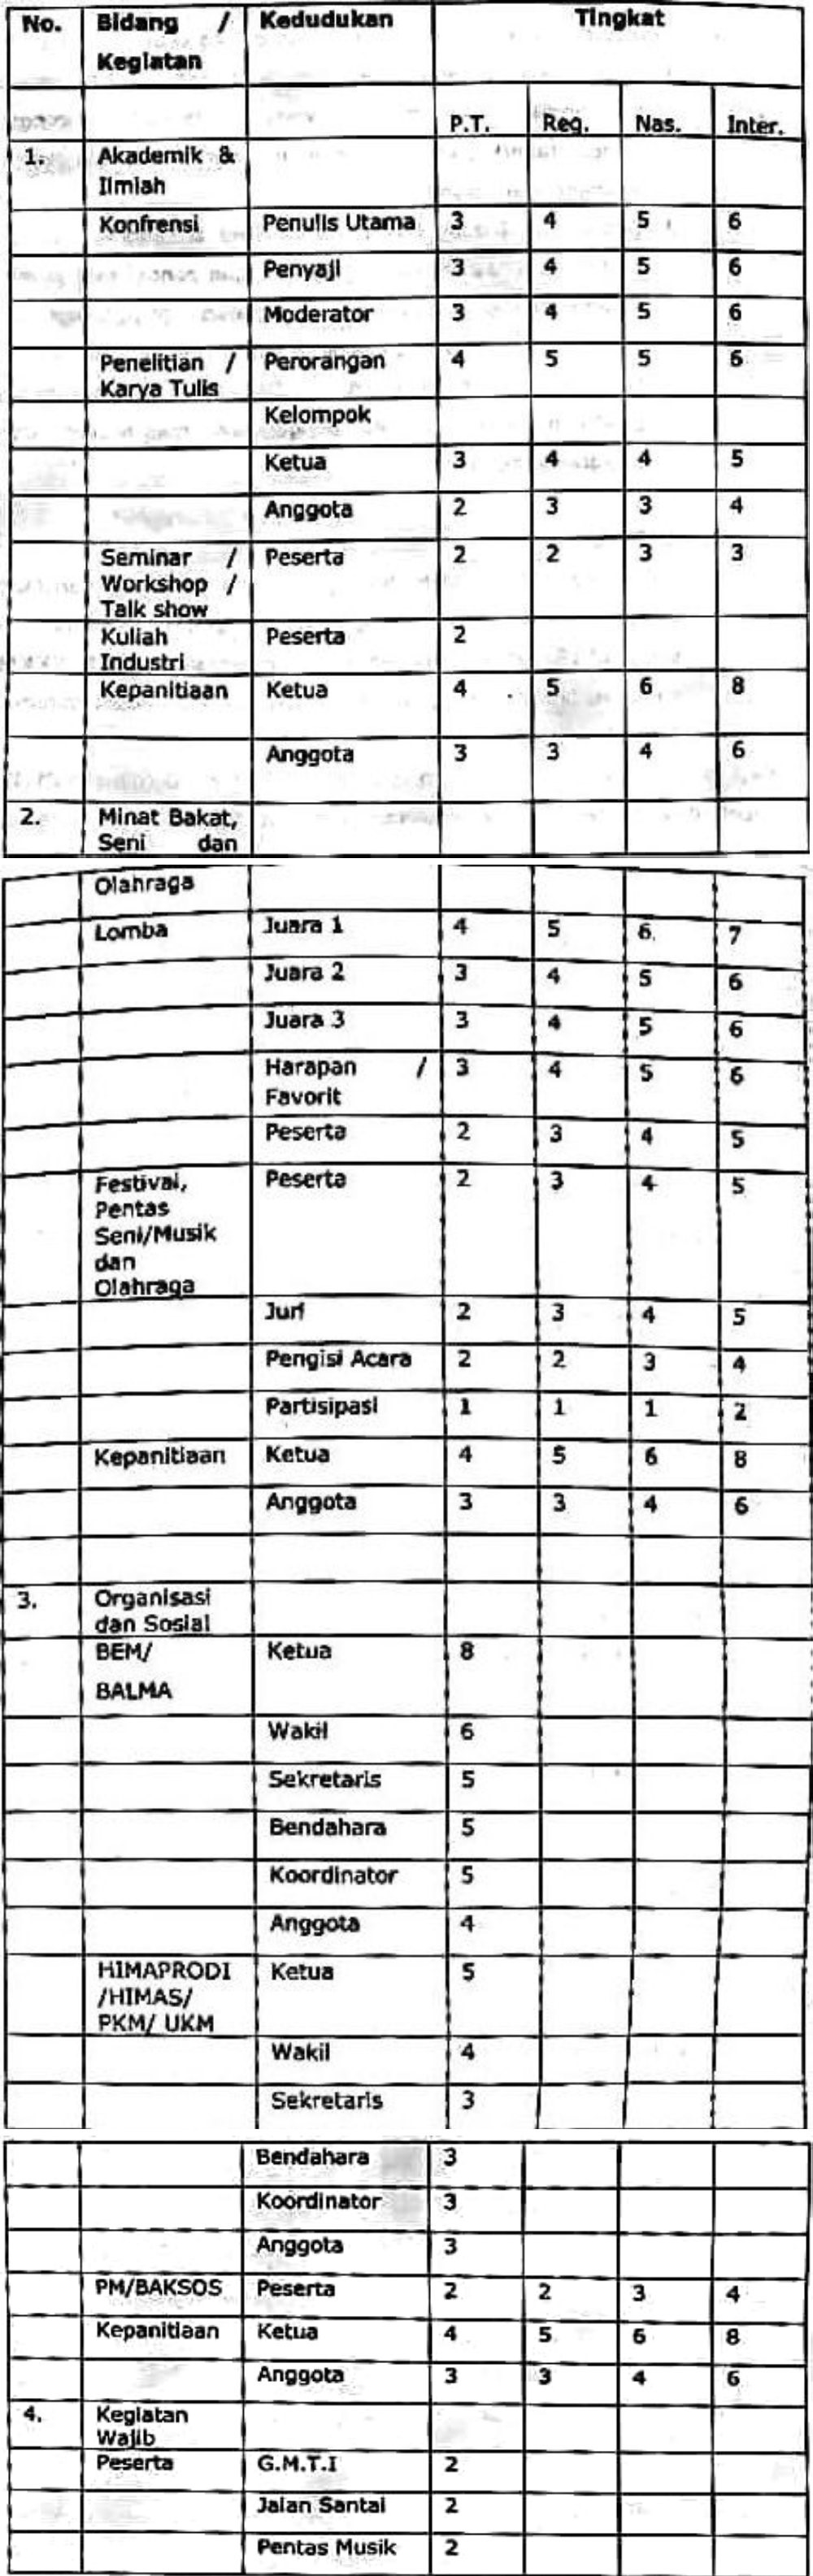 No. Bidang / Kedudukan Tingkat
Kegiatan
P.T. Reg. Nas. Inter.
1. Akademik &
Ilmiah
Konfrensi Penulis Utama 3 4 5 6
Penyaji 3 4 5 6
Moderator 3 4 5 6
Penelitian / Perorangan 4 5 5 6
Karya Tulis
Kelompok
Ketua 3 4 4 5
Anggota 2 3 3 4
Seminar / Peserta 2 2 3 3
Workshop /
Talk show
Kuliah Peserta 2
Industri
Kepanitiaan Ketua 4 5 6 8
Anggota 3 3 4 6
2. Minat Bakat,
Seni dan
Olahraga
Lomba Juara 1 4 5 6 7
Juara 2 3 4 5 6
Juara 3 3 4 5 6
Harapan / 3 4 5 6
Favorit
Peserta 2 3 4 5
Festival, Peserta 2 3 4 5
Pentas
Seni/Musik
dan
Olahraga
Juri 2 3 4 5
Pengisi Acara 2 2 3 4
Partisipasi 1 1 1 2
Kepanitiaan Ketua 4 5 6 8
Anggota 3 3 4 6
3. Organisasi
dan Sosial
BEM/ Ketua 8
BALMA
Wakil 6
Sekretaris 5
Bendahara 5
Koordinator 5
Anggota 4
HIMAPRODI Ketua 5
/HIMAS/
PKM/ UKM
Wakil 4
Sekretaris 3
Bendahara 3
Koordinator 3
Anggota 3
PM/BAKSOS Peserta 2 2 3 4
Kepanitiaan Ketua 4 5 6 8
Anggota 3 3 4 6
4. Kegiatan
Wajib
Peserta G.M.T.I 2
Jalan Santai 2
Pentas Musik 2